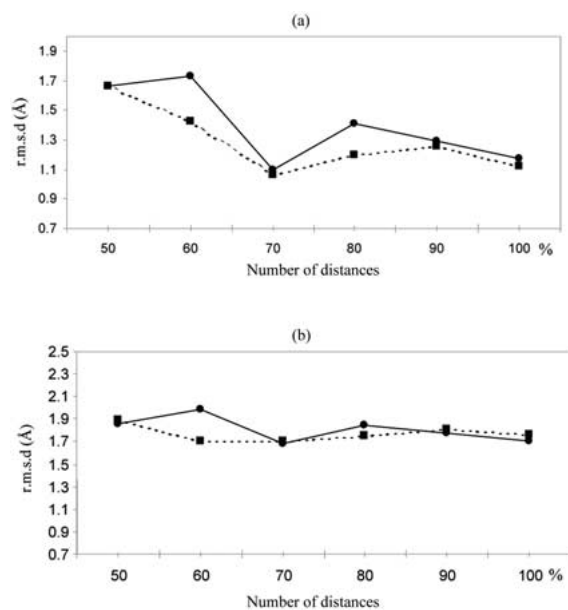 (a)
1.9
1.7
1.5
1.3
1.1
0.9
0.7
r.m.s.d (Å)
50 60 70 80 90 100 %
Number of distances
(b)
2.5
2.3
2.1
1.9
1.7
1.5
1.3
1.1
0.9
0.7
r.m.s.d (Å)
50 60 70 80 90 100 %
Number of distances